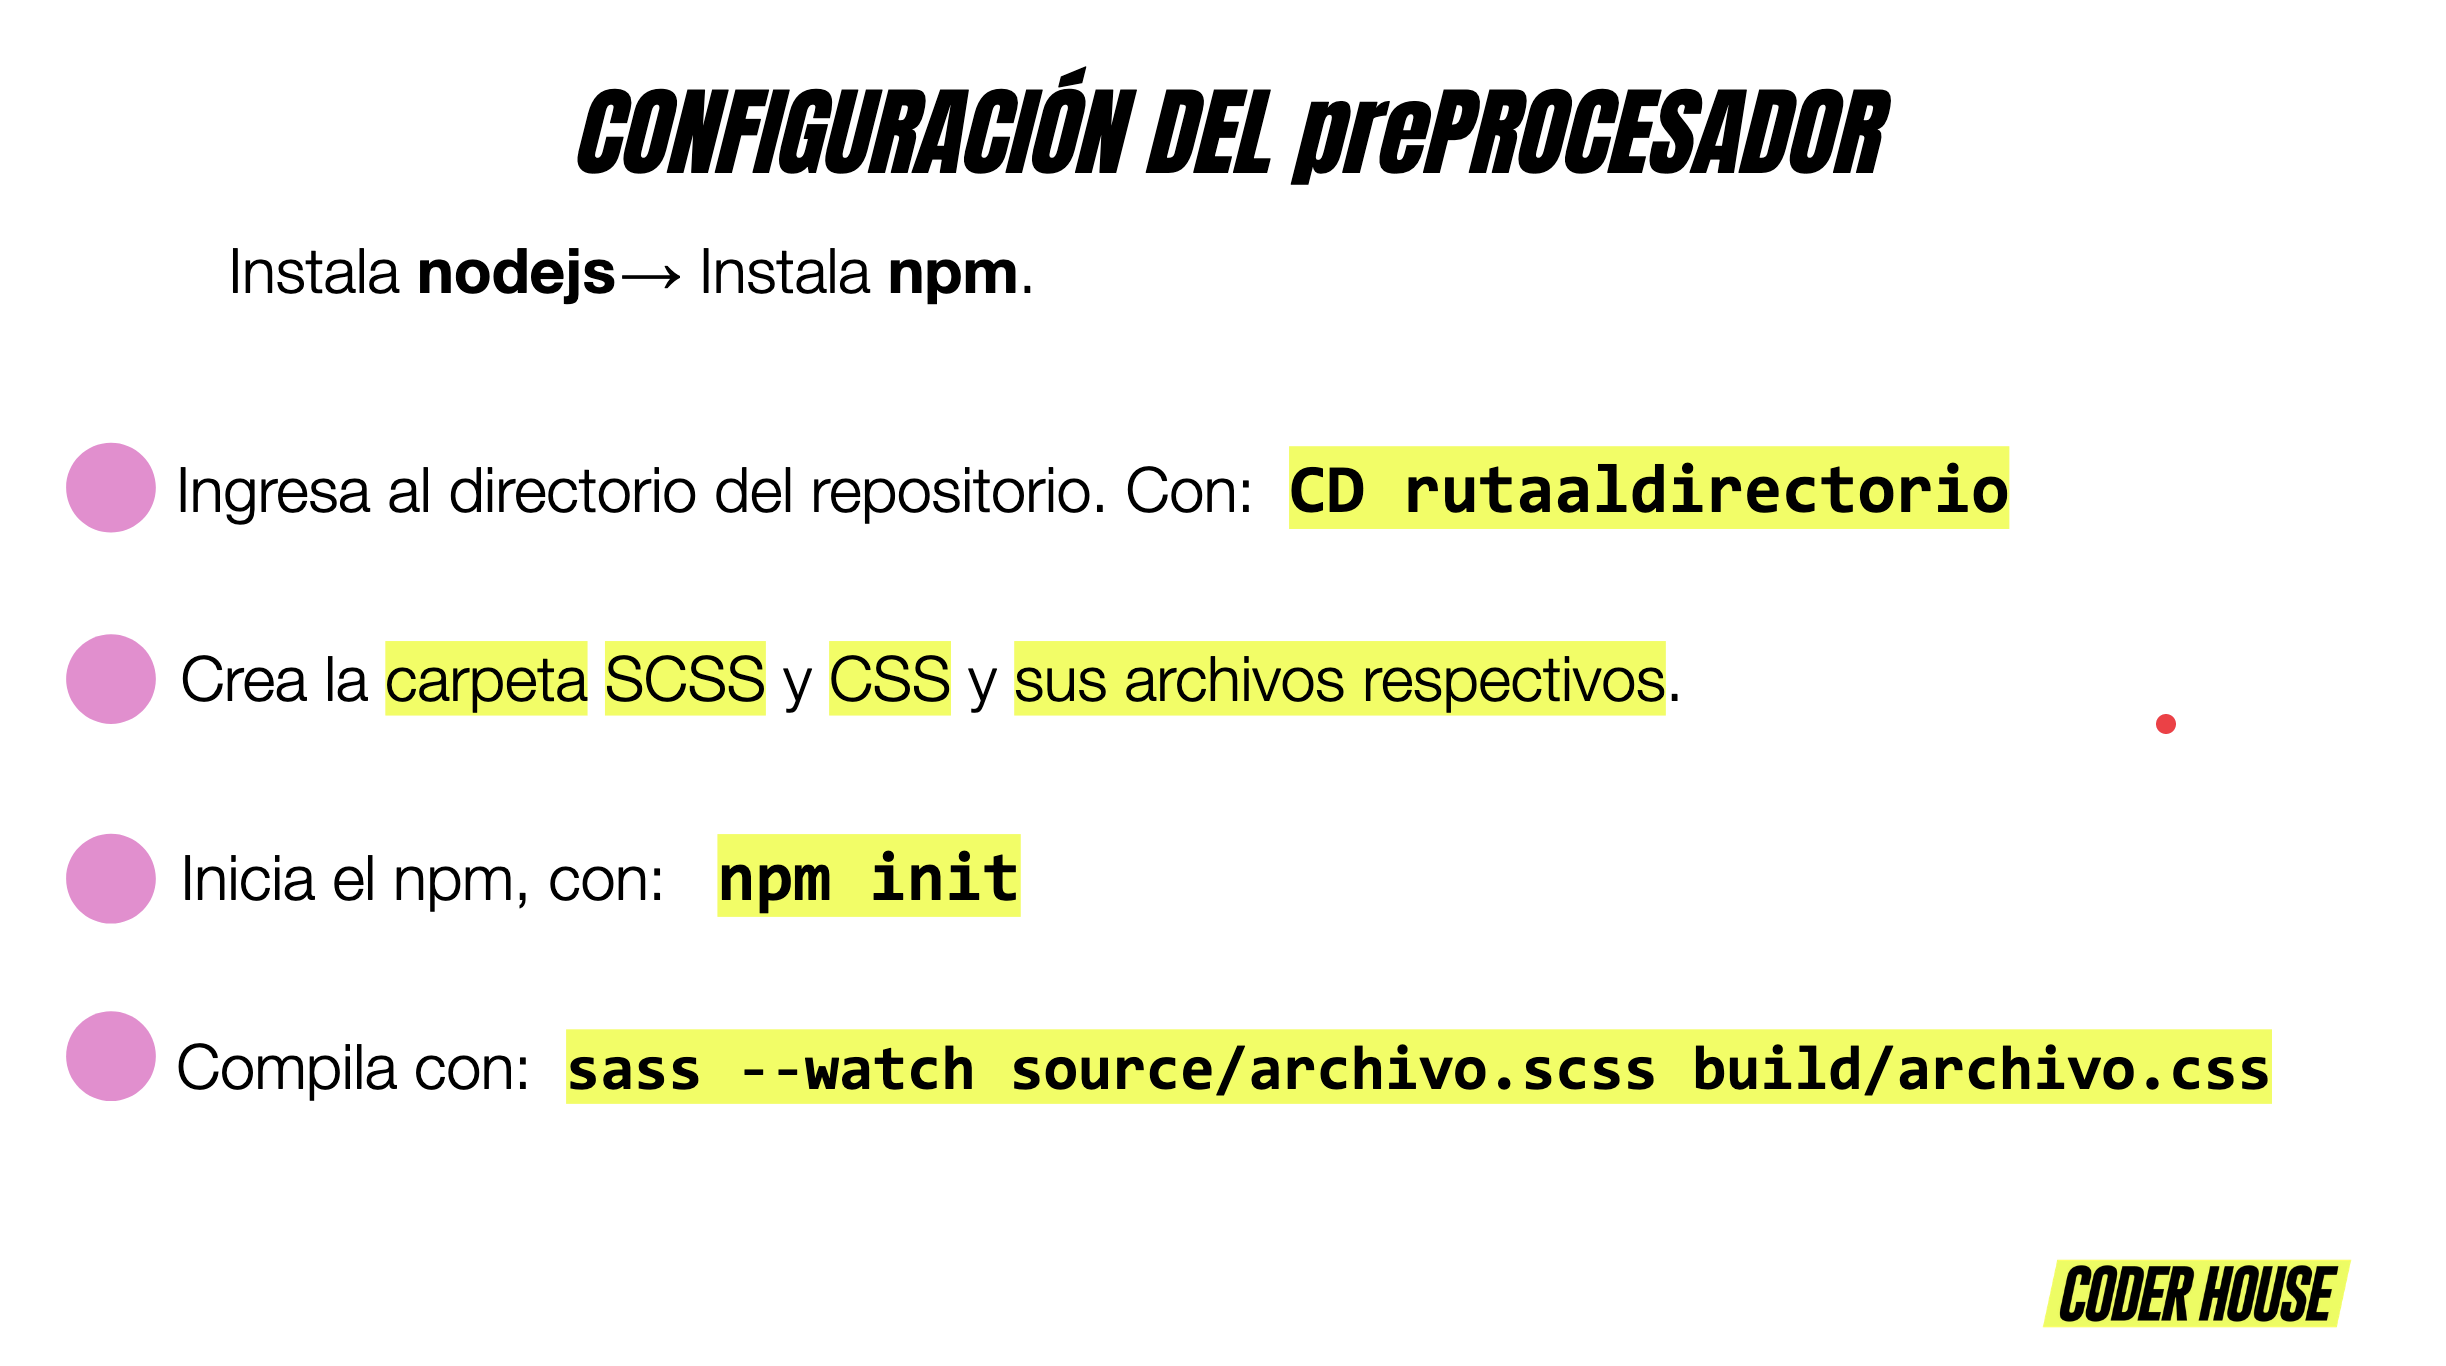 CONFIGURACIÓN DEL prePROCESADOR
Instala nodejs→ Instala npm.
Ingresa al directorio del repositorio. Con: CD rutaaldirectorio
Crea la carpeta SCSS y CSS y sus archivos respectivos.
Inicia el npm, con: npm init
Compila con: sass --watch source/archivo.scss build/archivo.css
CODER HOUSE